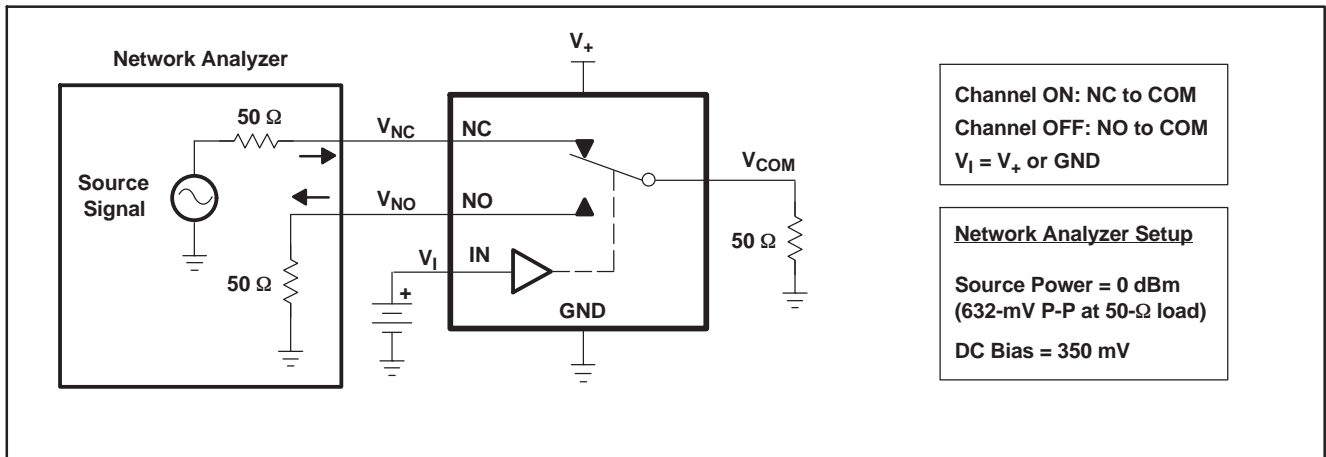 Network Analyzer
50 Ω
Source
Signal
50 Ω
V+
VNC
NC
VNO
NO
VI
IN
+
GND
VCOM
50 Ω
Channel ON: NC to COM
Channel OFF: NO to COM
VI = V+ or GND
Network Analyzer Setup
Source Power = 0 dBm
(632-mV P-P at 50-Ω load)
DC Bias = 350 mV